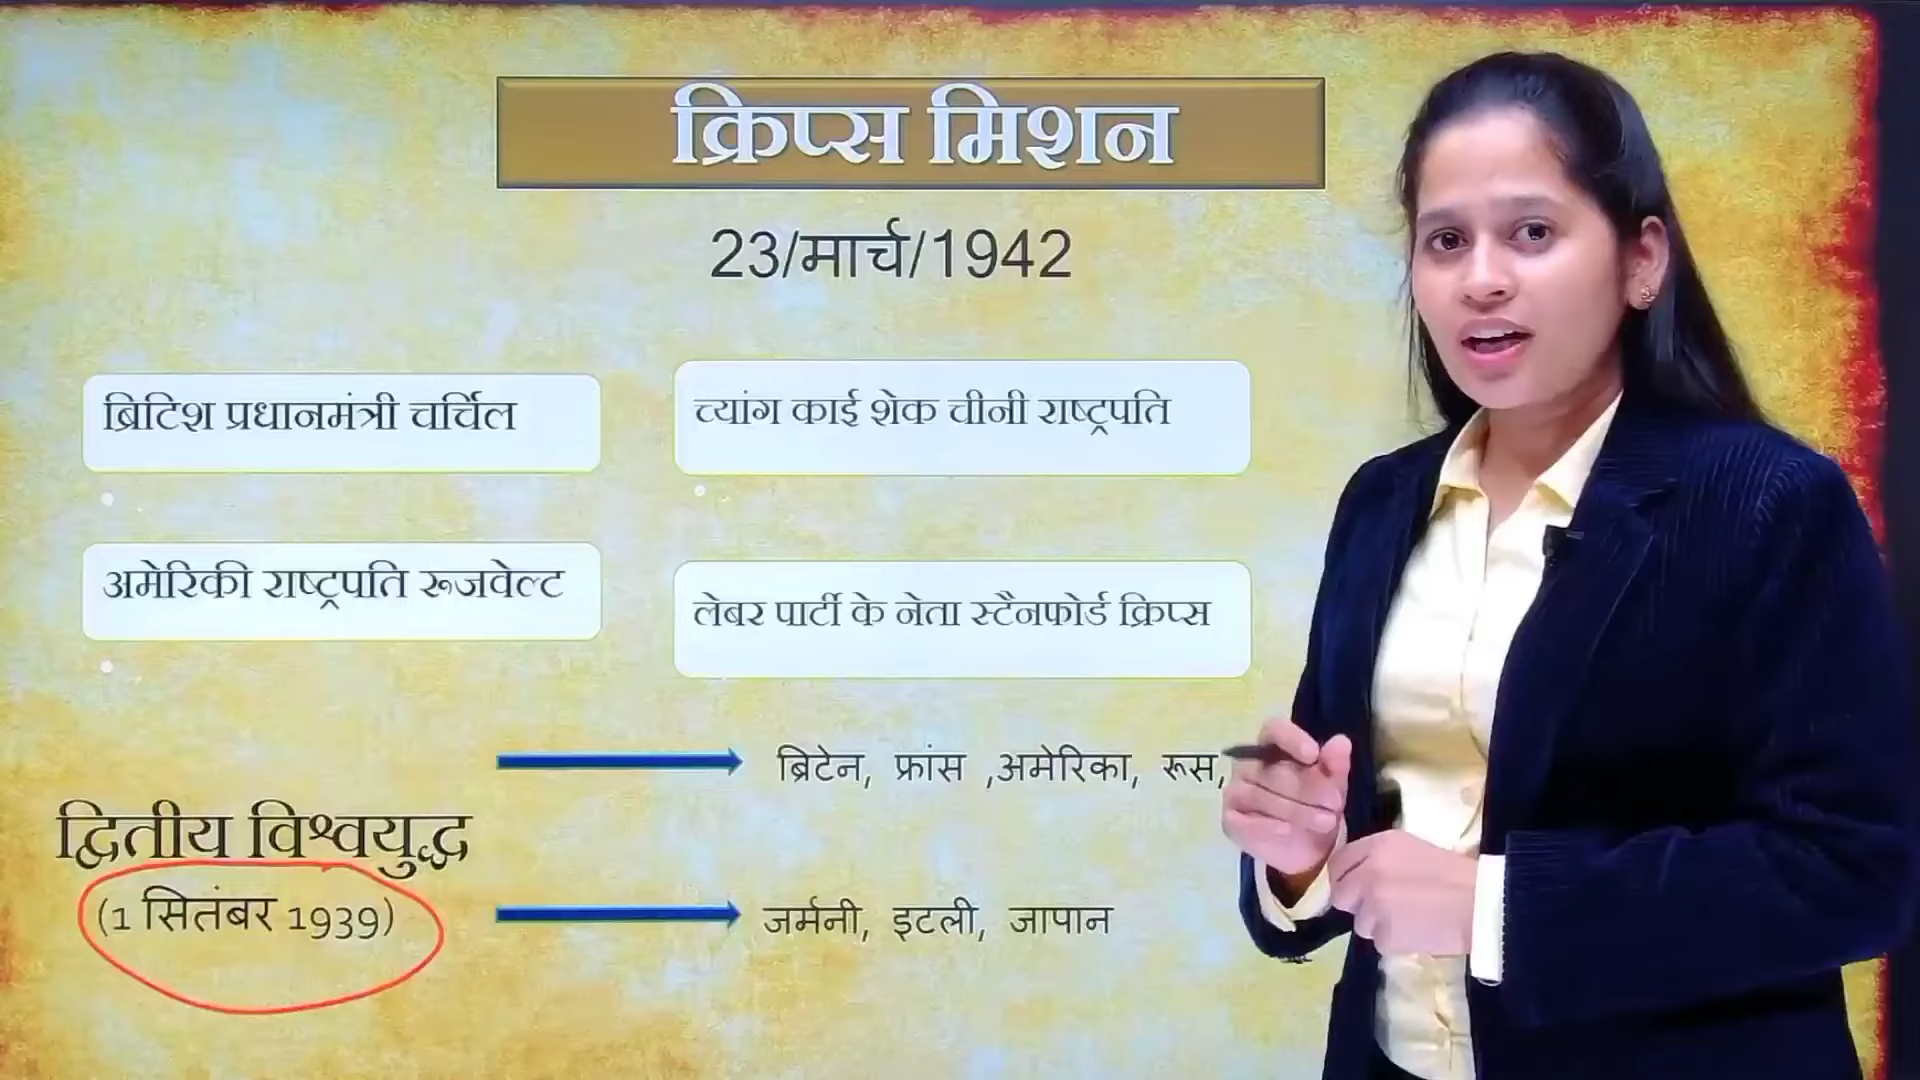 क्रिप्स मिशन
23/मार्च/1942
ब्रिटिश प्रधानमंत्री चर्चिल
च्यांग काई शेक चीनी राष्ट्रपति
अमेरिकी राष्ट्रपति रूजवेल्ट
लेबर पार्टी के नेता स्टैनफोर्ड क्रिप्स
ब्रिटेन, फ्रांस ,अमेरिका, रूस,
द्वितीय विश्वयुद्ध
(1 सितंबर 1939)
जर्मनी, इटली, जापान